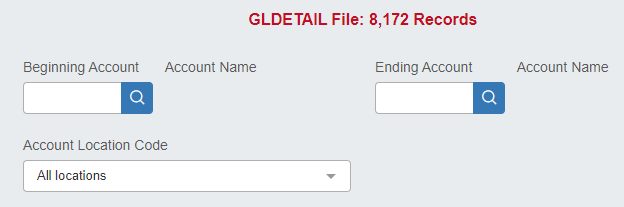 GLDETAIL File: 8,172 Records
Beginning Account Account Name Ending Account Account Name
Account Location Code
All locations